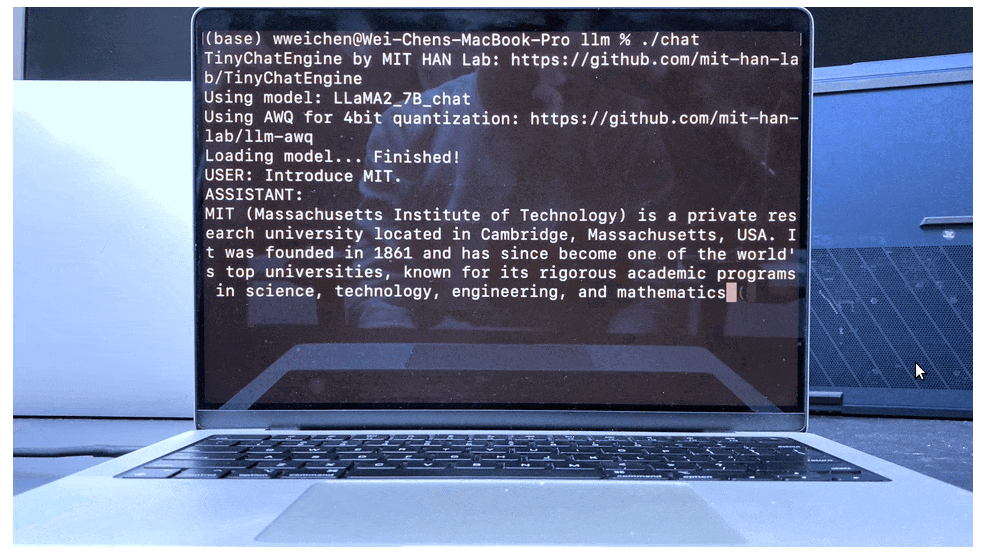 (base) wweichen@Wei-Chens-MacBook-Pro llm % ./chat
TinyChatEngine by MIT HAN Lab: https://github.com/mit-han-la
b/TinyChatEngine
Using model: LLaMA2_7B_chat
Using AWQ for 4bit quantization: https://github.com/mit-han-
lab/llm-awq
Loading model... Finished!
USER: Introduce MIT.
ASSISTANT:
MIT (Massachusetts Institute of Technology) is a private res
earch university located in Cambridge, Massachusetts, USA. I
t was founded in 1861 and has since become one of the world'
s top universities, known for its rigorous academic programs
in science, technology, engineering, and mathematics